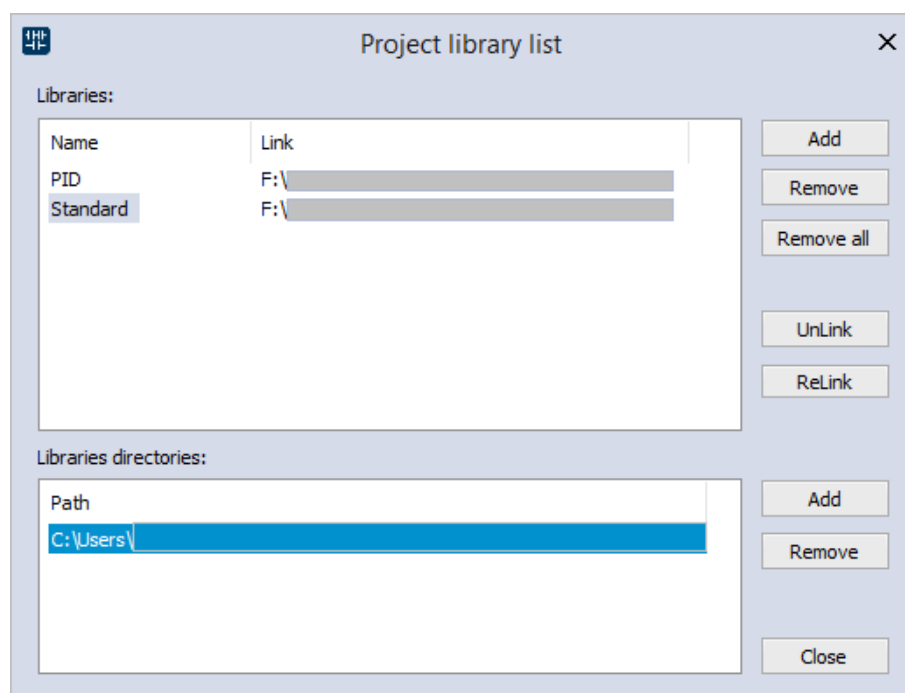 Project library list
Libraries:
Name Link
Add
PID F:\
Remove
Standard F:\
Remove all
UnLink
ReLink
Libraries directories:
Path
Add
C:\Users\
Remove
Close